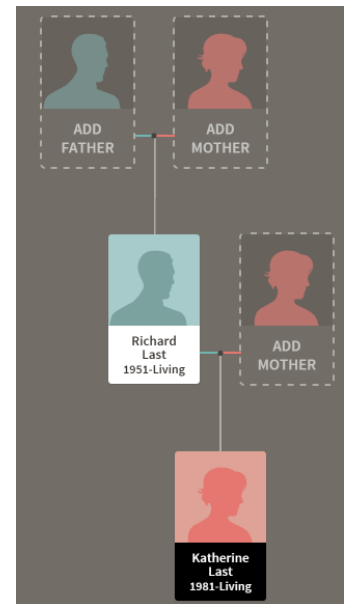 ADD
FATHER
ADD
MOTHER
Richard
Last
1951-Living
ADD
MOTHER
Katherine
Last
1981-Living